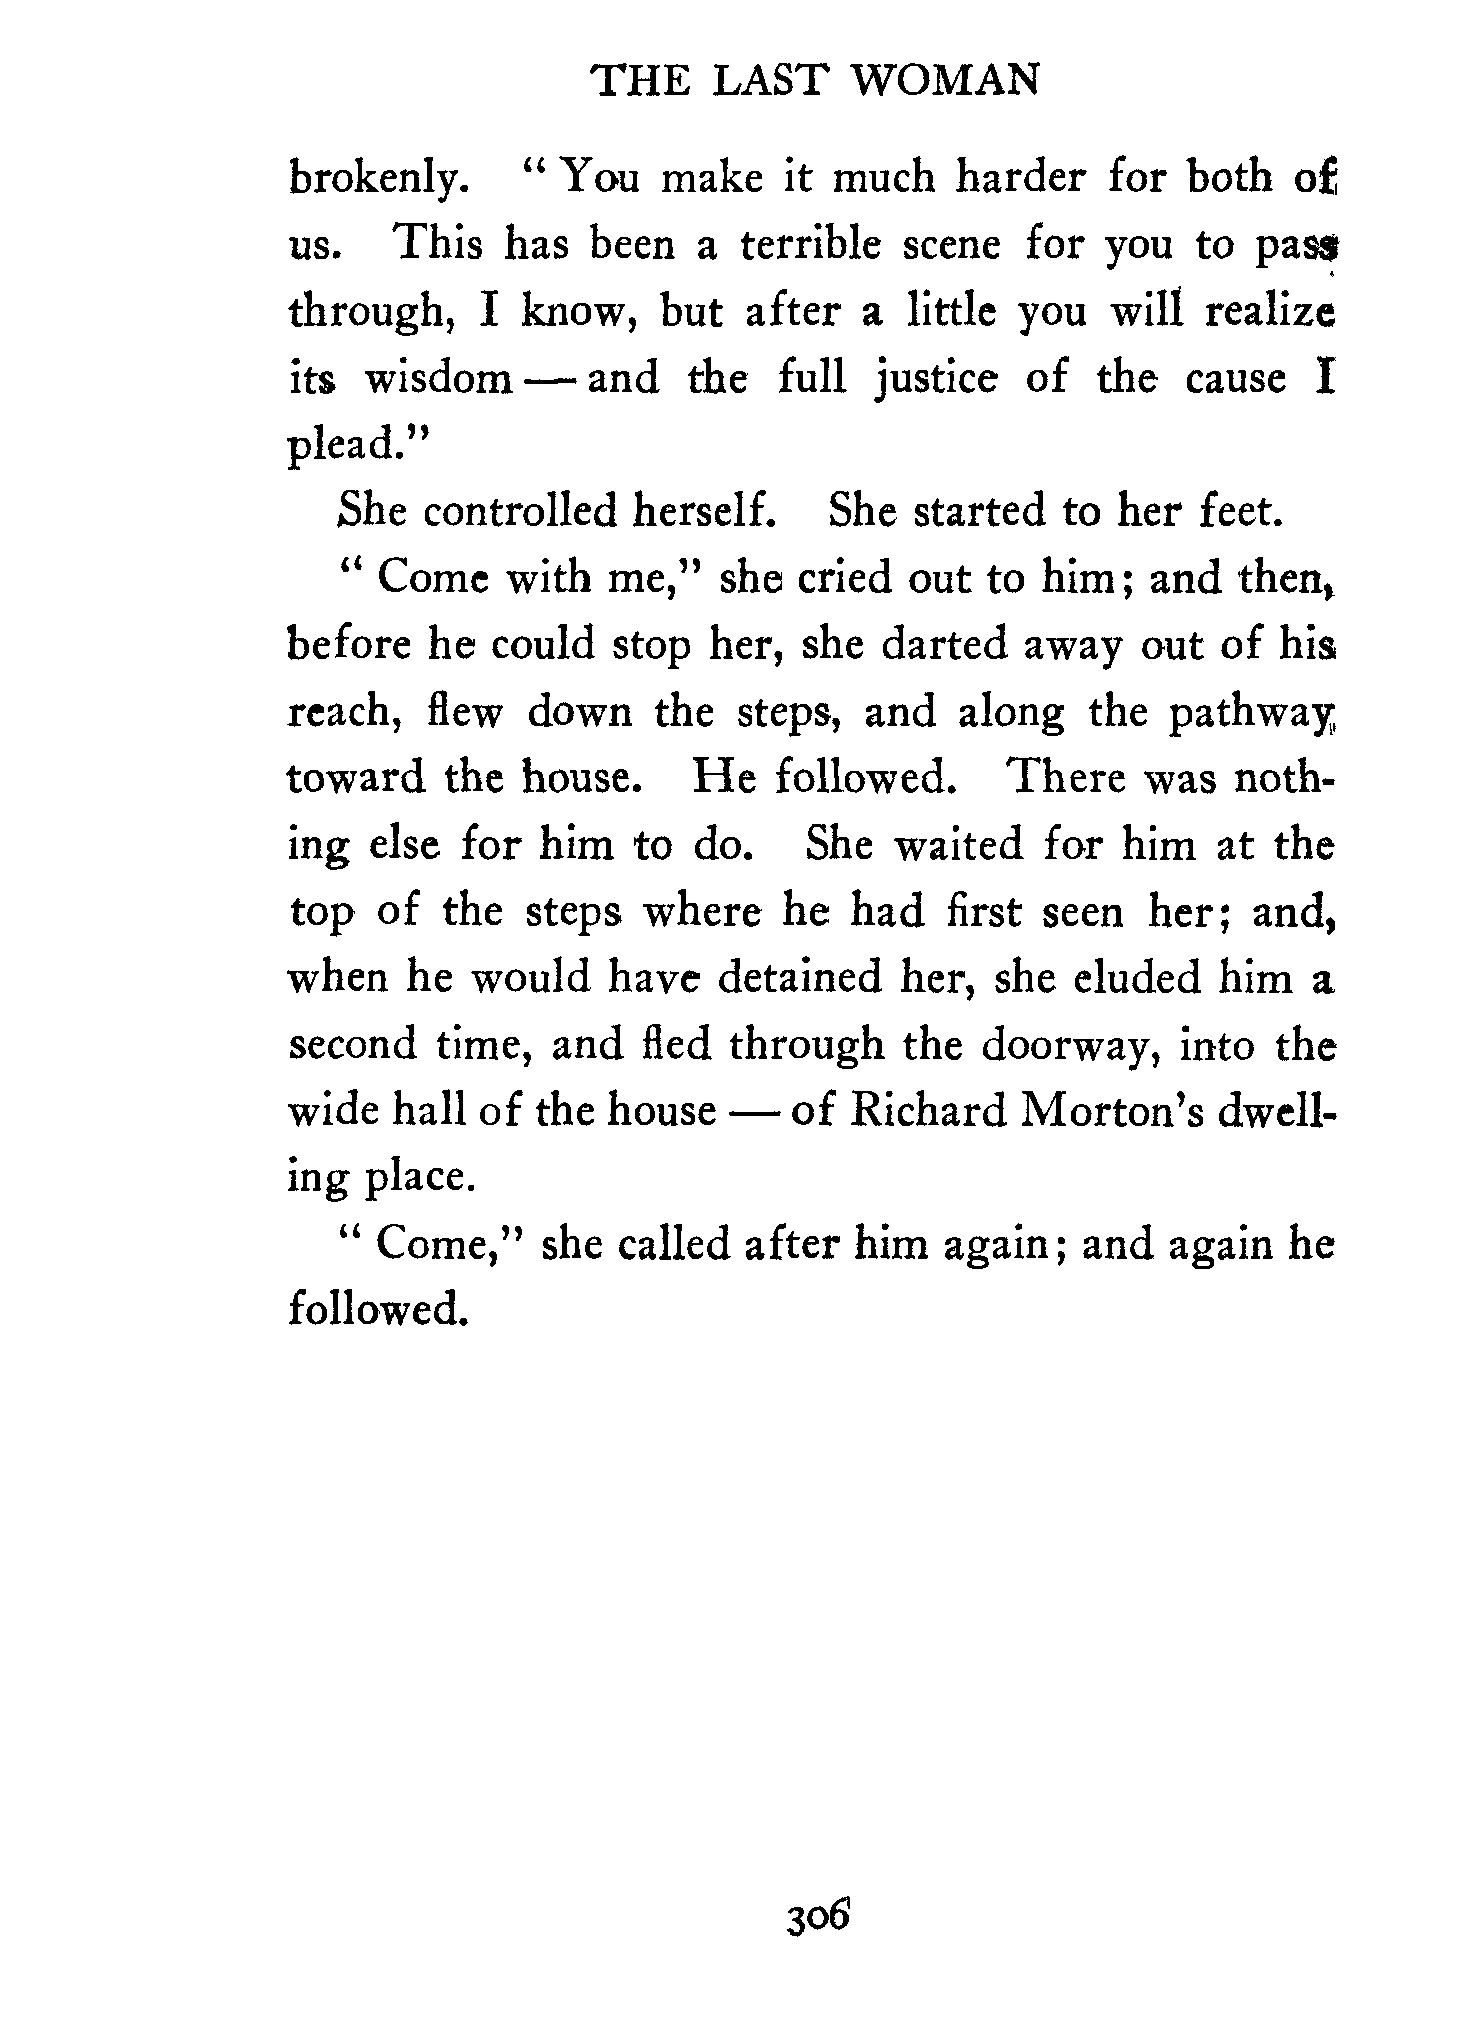 THE LAST WOMAN
brokenly. “ You make it much harder for both of
us. This has been a terrible scene for you to pass
through, I know, but after a little you will realize
its wisdom — and the full justice of the cause I
plead.”
She controlled herself. She started to her feet.
“ Come with me,” she cried out to him; and then,
before he could stop her, she darted away out of his
reach, flew down the steps, and along the pathway
toward the house. He followed. There was noth-
ing else for him to do. She waited for him at the
top of the steps where he had first seen her; and,
when he would have detained her, she eluded him a
second time, and fled through the doorway, into the
wide hall of the house — of Richard Morton’s dwell-
ing place.
“ Come,” she called after him again; and again he
followed.
306